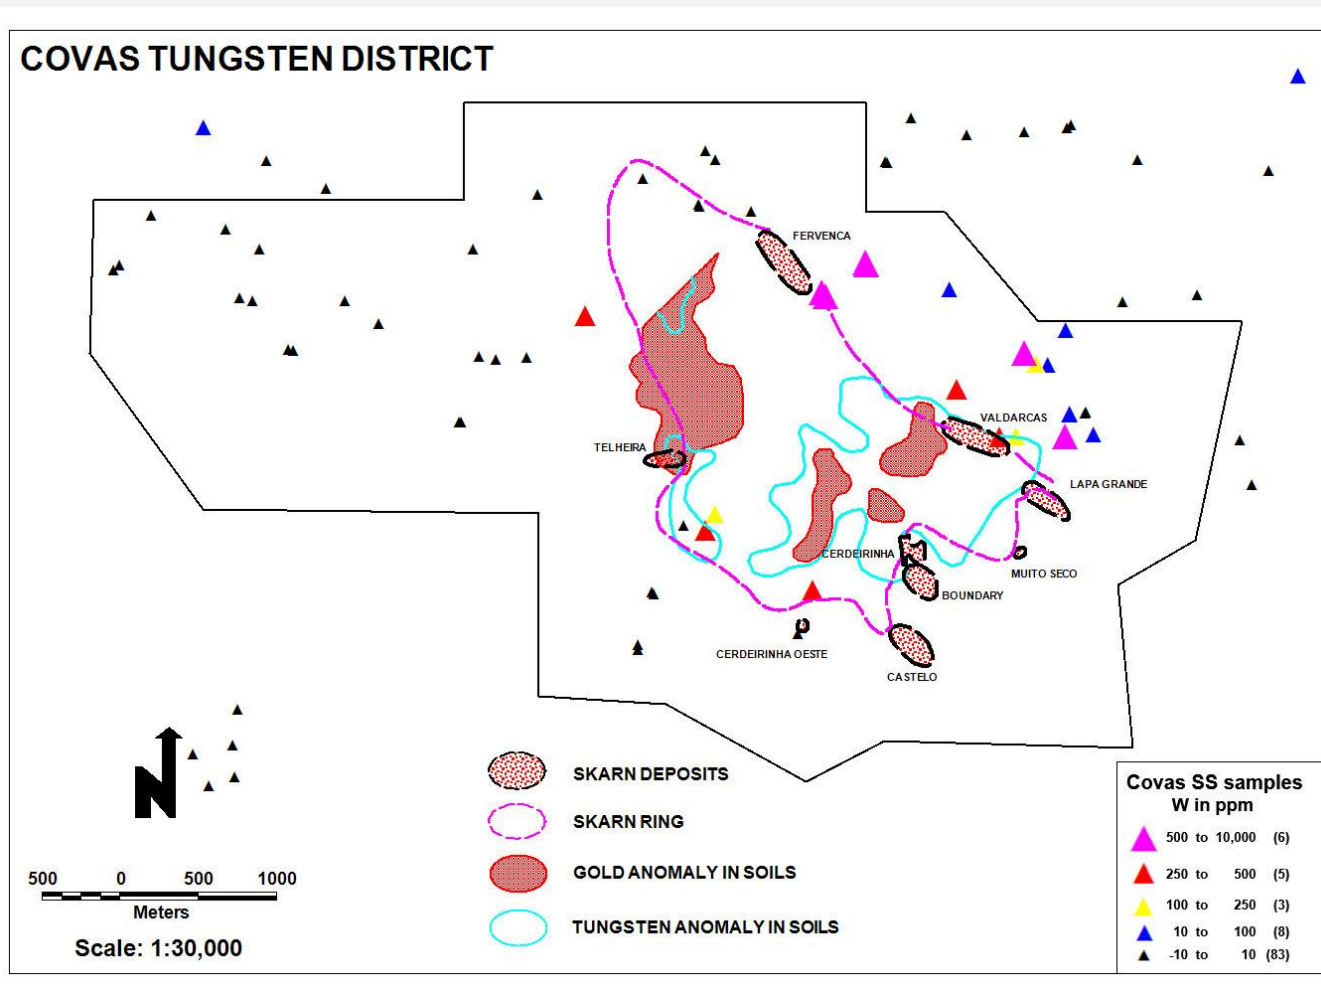 COVAS TUNGSTEN DISTRICT
FERVENCA
VALDARCAS
TELHEIRA
LAPA GRANDE
CERDEIRINHA
MUITO SECO
BOUNDARY
CERDEIRINHA OESTE
CASTELO
N
500 0 500 1000
Meters
Scale: 1:30,000
SKARN DEPOSITS
SKARN RING
GOLD ANOMALY IN SOILS
TUNGSTEN ANOMALY IN SOILS
Covas SS samples
W in ppm
500 to 10,000 (6)
250 to 500 (5)
100 to 250 (3)
10 to 100 (8)
-10 to 10 (83)